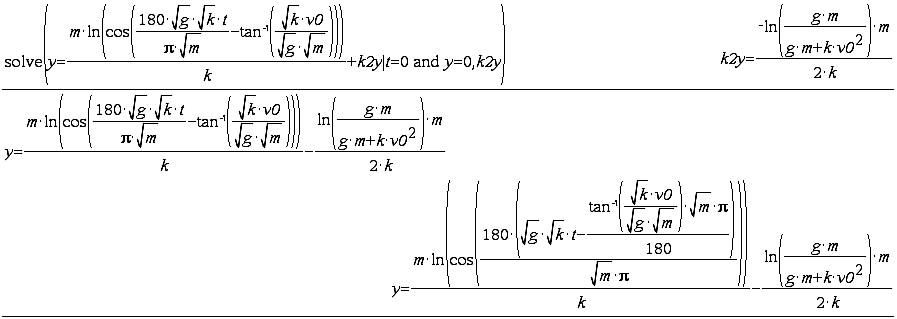 solve(y=(m·ln(cos((180·√g·√k·t)/(π·√m)-tan⁻¹((√k·v0)/(√g·√m)))))/k+k2y|t=0 and y=0,k2y) k2y=(-ln((g·m)/(g·m+k·v0²))·m)/(2·k)
y=(m·ln(cos((180·√g·√k·t)/(π·√m)-tan⁻¹((√k·v0)/(√g·√m)))))/k-(ln((g·m)/(g·m+k·v0²))·m)/(2·k)
y=(m·ln(cos((180·(√g·√k·t-(tan⁻¹((√k·v0)/(√g·√m))·√m·π)/180))/(√m·π))))/k-(ln((g·m)/(g·m+k·v0²))·m)/(2·k)